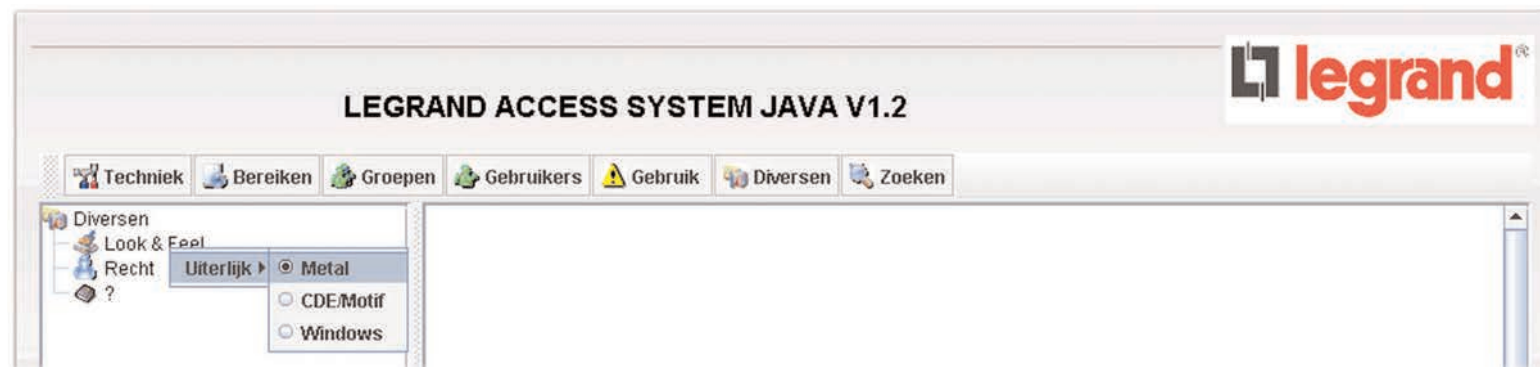 legrand®
LEGRAND ACCESS SYSTEM JAVA V1.2
Techniek Bereiken Groepen Gebruikers Gebruik Diversen Zoeken
Diversen
Look & Feel
Recht Uiterlijk Metal
?
CDE/Motif
Windows